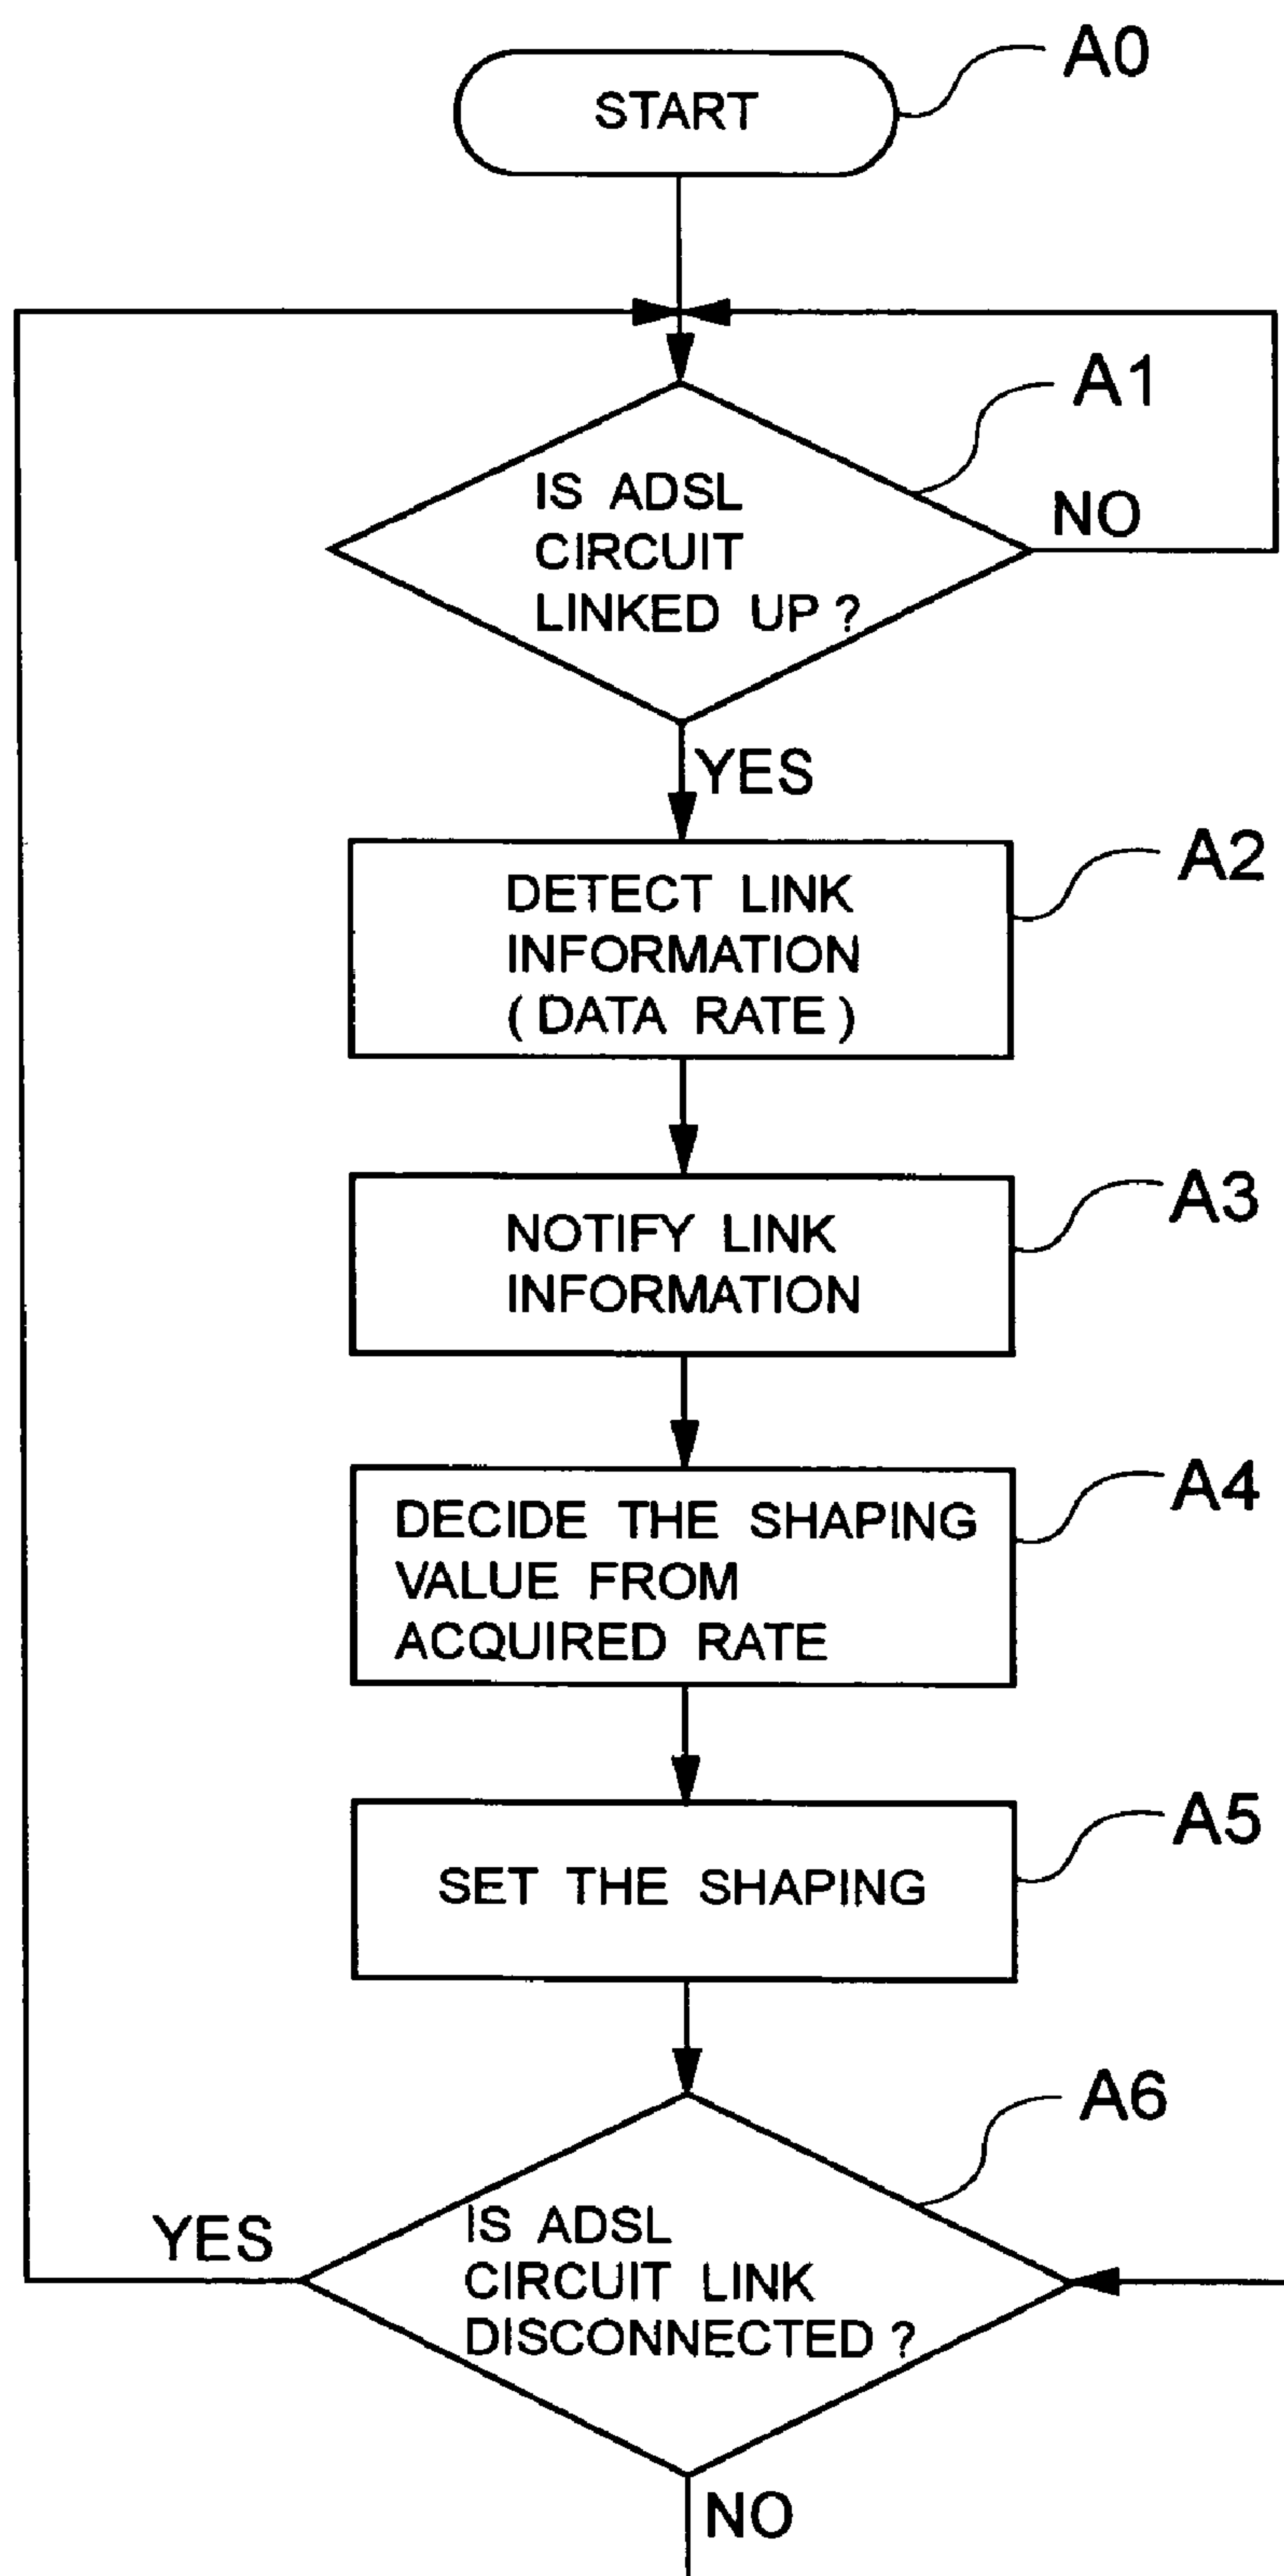 A0
START
A1
IS ADSL
CIRCUIT
LINKED UP ?
NO
YES
A2
DETECT LINK
INFORMATION
( DATA RATE )
A3
NOTIFY LINK
INFORMATION
A4
DECIDE THE SHAPING
VALUE FROM
ACQUIRED RATE
A5
SET THE SHAPING
A6
IS ADSL
CIRCUIT LINK
DISCONNECTED ?
YES
NO